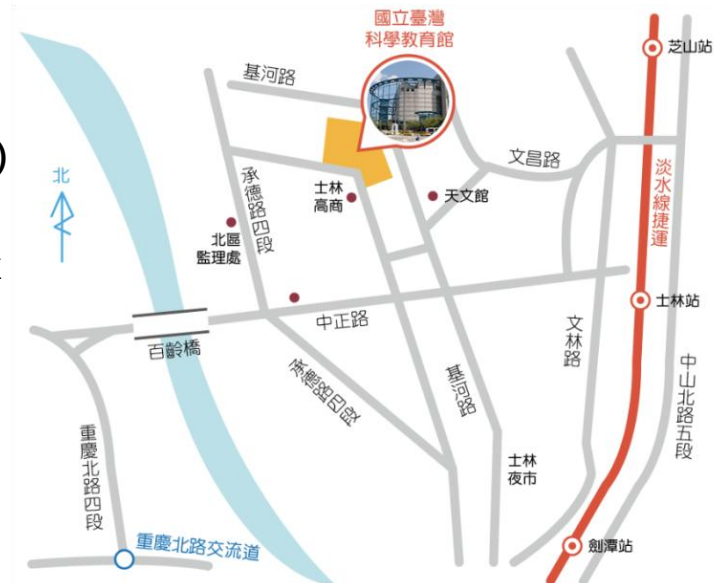 國立臺灣
科學教育館
芝山站
基河路
文昌路
)
北
承德路四段
士林
高商
天文館
淡水線捷運
北區
監理處
士林站
中正路
百齡橋
文林路
承德路四段
基河路
中山北路五段
重慶北路四段
士林
夜市
重慶北路交流道
劍潭站